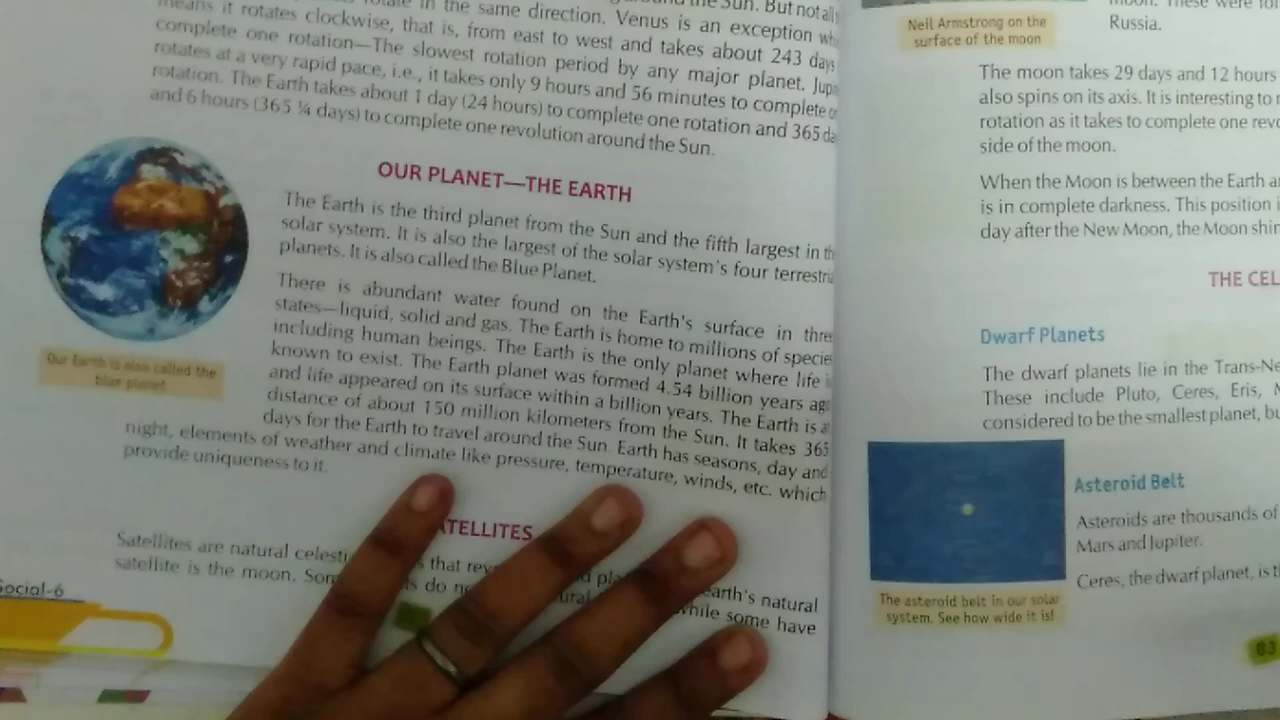 means it rotates clockwise, that is, from east to west and takes about 243 days
rotate in the same direction. Venus is an exception
the Sun. But not all
complete one rotation—The slowest rotation period by any major planet.
rotates at a very rapid pace, i.e., it takes only 9 hours and 56 minutes to complete
rotation. The Earth takes about 1 day (24 hours) to complete one rotation and 365
and 6 hours (365 ¼ days) to complete one revolution around the Sun.
OUR PLANET—THE EARTH
The Earth is the third planet from the Sun and the fifth largest in
solar system. It is also the largest of the solar system's four
planets. It is also called the Blue Planet.
There is abundant water found on the Earth's surface in
states—liquid, solid and gas. The Earth is home to millions of
including human beings. The Earth is the only planet where life
known to exist. The Earth planet was formed 4.54 billion years
and life appeared on its surface within a billion years. The Earth is
distance of about 150 million kilometers from the Sun. It takes 365
days for the Earth to travel around the Sun. Earth has seasons, day and
night, elements of weather and climate like pressure, temperature, winds, etc. which
provide uniqueness to it.
Our Earth is also called the
blue planet
Satellites are natural
satellite is the moon.
that
do
earth's natural
while some have
Social-6
Neil Armstrong on the
surface of the moon
moon. These were
Russia.
The moon takes 29 days and 12 hours
also spins on its axis. It is interesting to
rotation as it takes to complete one
side of the moon.
When the Moon is between the Earth
is in complete darkness. This position
day after the New Moon, the Moon
THE
Dwarf Planets
The dwarf planets lie in the
These include Pluto, Ceres, Eris,
considered to be the smallest planet,
Asteroid Belt
Asteroids are thousands of
Mars and Jupiter.
Ceres, the dwarf planet, is
The asteroid belt in our solar
system. See how wide it is!
83